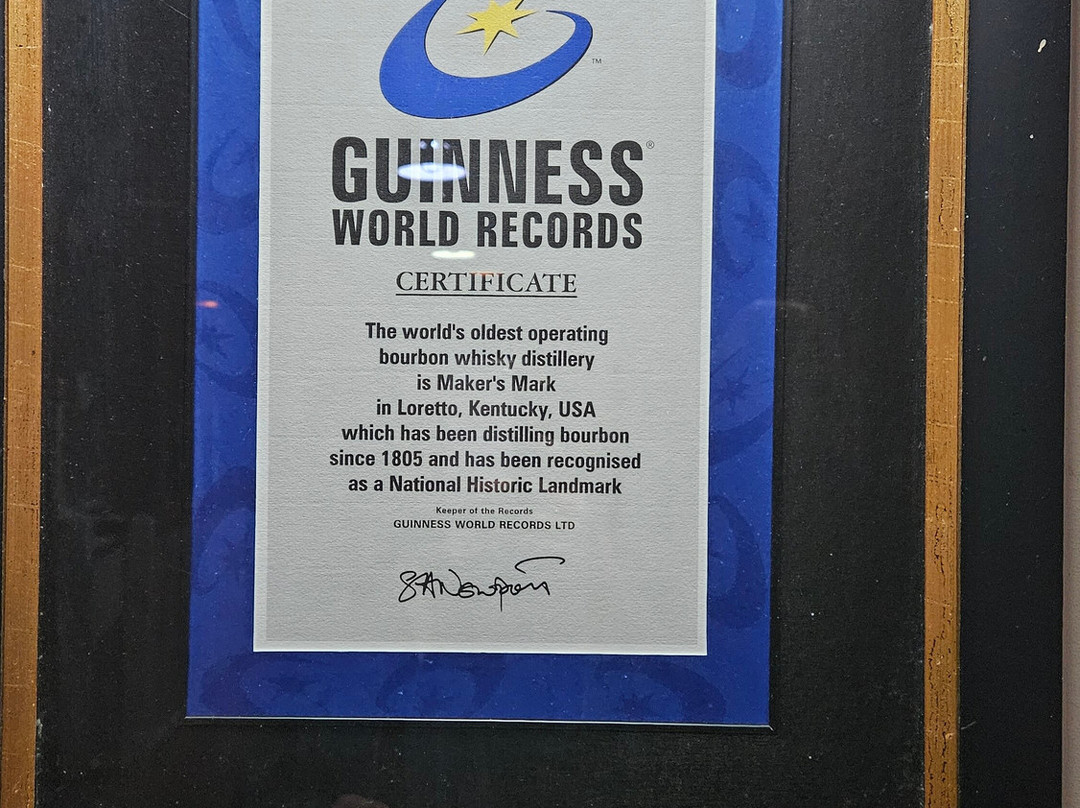 ™
GUINNESS®
WORLD RECORDS
CERTIFICATE
The world's oldest operating
bourbon whisky distillery
is Maker's Mark
in Loretto, Kentucky, USA
which has been distilling bourbon
since 1805 and has been recognised
as a National Historic Landmark
Keeper of the Records
GUINNESS WORLD RECORDS LTD